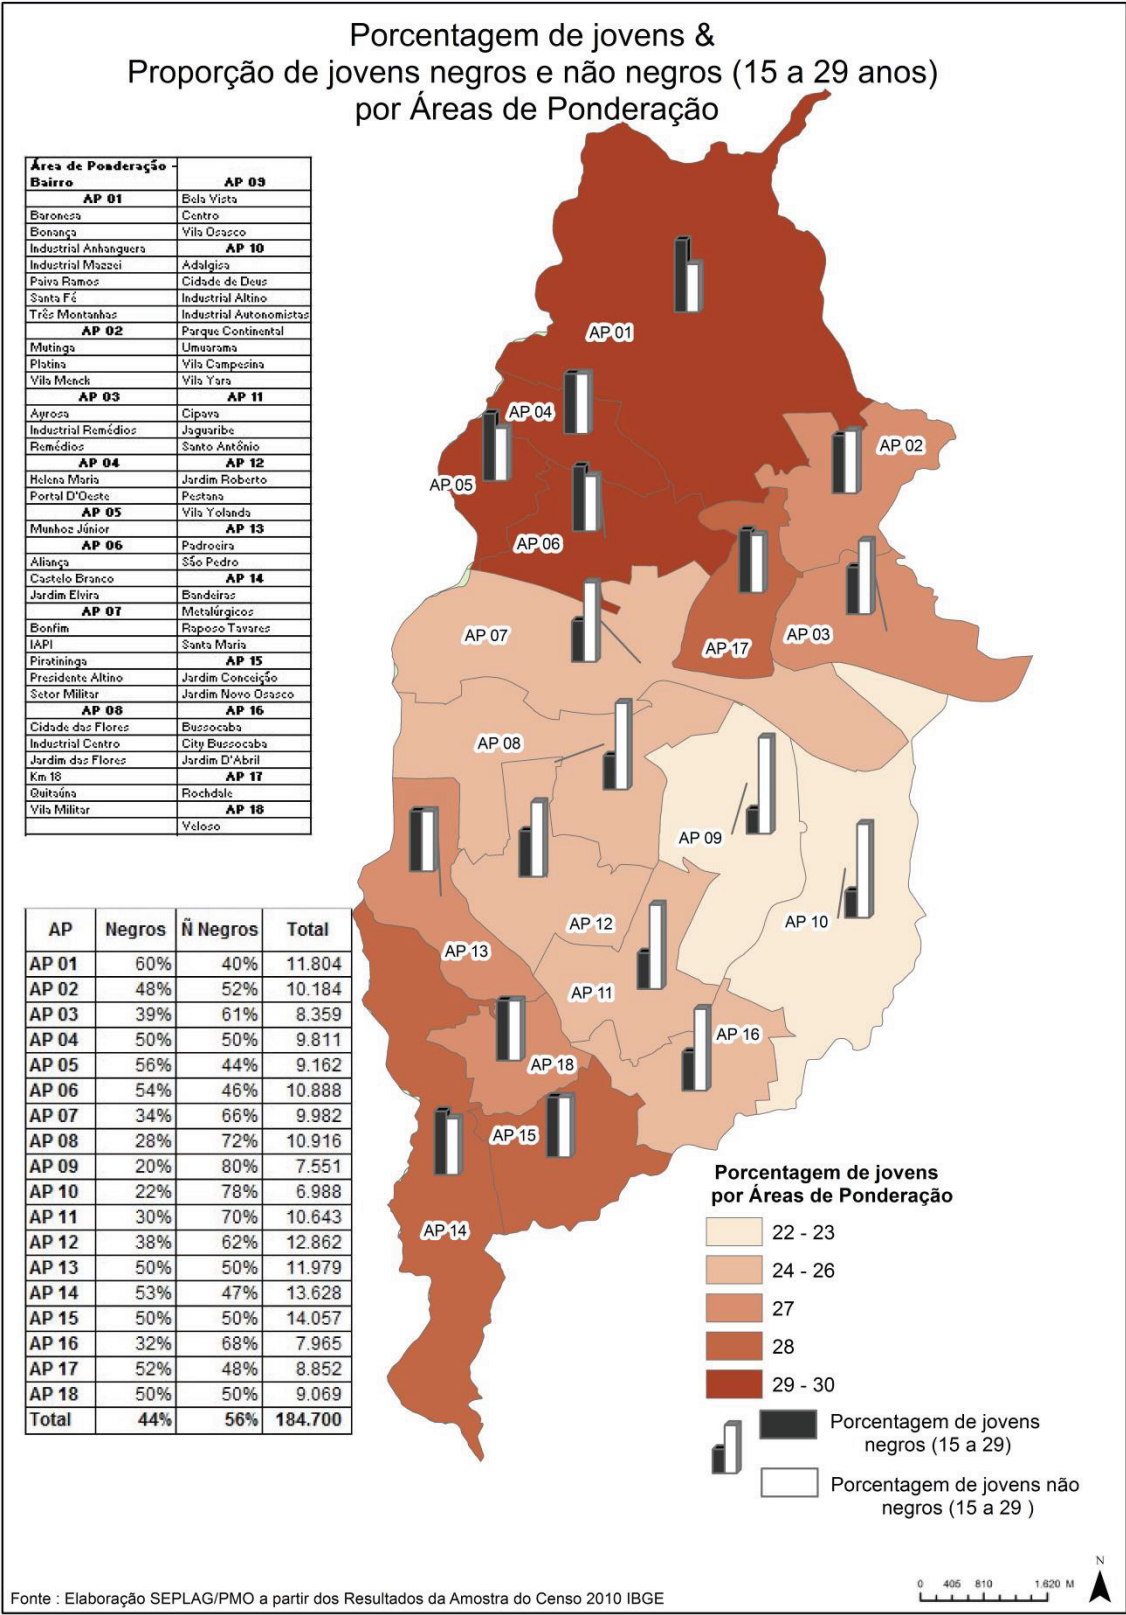 Porcentagem de jovens &
Proporção de jovens negros e não negros (15 a 29 anos)
por Áreas de Ponderação
Área de Ponderação -
Bairro
AP 01
Baronesa
Bonança
Industrial Anhanguera
Industrial Mazzei
Paiva Ramos
Santa Fé
Três Montanhas
AP 02
Mutinga
Platina
Vila Menck
AP 03
Ayrosa
Industrial Remédios
Remédios
AP 04
Helena Maria
Portal D'Oeste
AP 05
Munhoz Júnior
AP 06
Aliança
Castelo Branco
Jardim Elvira
AP 07
Bonfim
IAPI
Piratininga
Presidente Altino
Setor Militar
AP 08
Cidade das Flores
Industrial Centro
Jardim das Flores
Km 18
Quitaúna
Vila Militar
AP 09
Bela Vista
Centro
Vila Osasco
AP 10
Adalgisa
Cidade de Deus
Industrial Altino
Industrial Autonomistas
Parque Continental
Umuarama
Vila Campesina
Vila Yara
AP 11
Cipava
Jaguaribe
Santo Antônio
AP 12
Jardim Roberto
Pestana
Vila Yolanda
AP 13
Padroeira
São Pedro
AP 14
Bandeiras
Metalúrgicos
Raposo Tavares
Santa Maria
AP 15
Jardim Conceição
Jardim Novo Osasco
AP 16
Bussocaba
City Bussocaba
Jardim D'Abril
AP 17
Rochdale
AP 18
Veloso
AP 01
AP 04
AP 02
AP 05
AP 06
AP 07
AP 17
AP 03
AP 08
AP 09
AP 10
AP 12
AP 13
AP 11
AP 16
AP 18
AP 15
AP 14
AP Negros Ñ Negros Total
AP 01 60% 40% 11.804
AP 02 48% 52% 10.184
AP 03 39% 61% 8.359
AP 04 50% 50% 9.811
AP 05 56% 44% 9.162
AP 06 54% 46% 10.888
AP 07 34% 66% 9.982
AP 08 28% 72% 10.916
AP 09 20% 80% 7.551
AP 10 22% 78% 6.988
AP 11 30% 70% 10.643
AP 12 38% 62% 12.862
AP 13 50% 50% 11.979
AP 14 53% 47% 13.628
AP 15 50% 50% 14.057
AP 16 32% 68% 7.965
AP 17 52% 48% 8.852
AP 18 50% 50% 9.069
Total 44% 56% 184.700
Porcentagem de jovens
por Áreas de Ponderação
22 - 23
24 - 26
27
28
29 - 30
Porcentagem de jovens
negros (15 a 29)
Porcentagem de jovens não
negros (15 a 29 )
N
0 405 810 1.620 M
Fonte : Elaboração SEPLAG/PMO a partir dos Resultados da Amostra do Censo 2010 IBGE